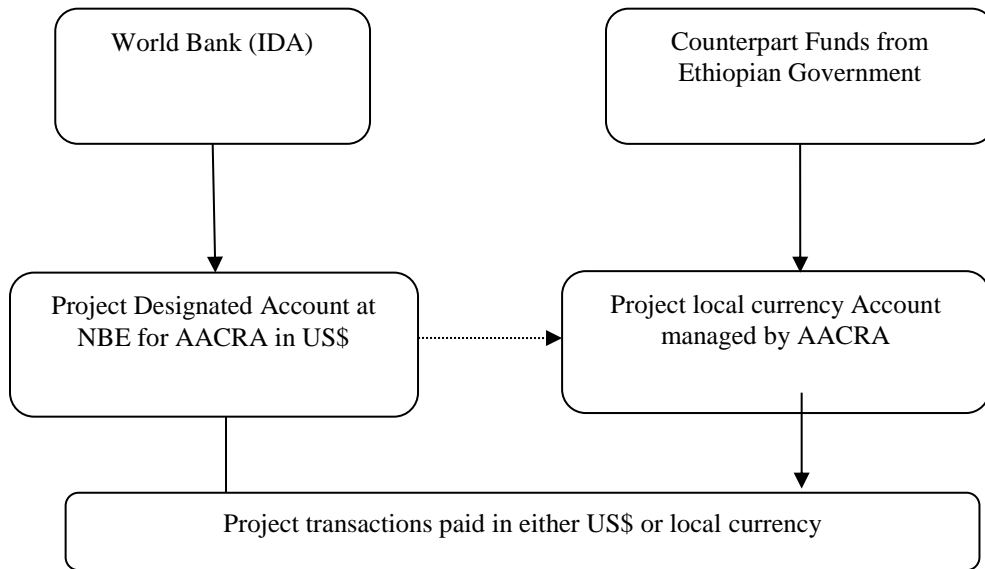 World Bank (IDA)
Counterpart Funds from
Ethiopian Government
Project Designated Account at
NBE for AACRA in US$
Project local currency Account
managed by AACRA
Project transactions paid in either US$ or local currency